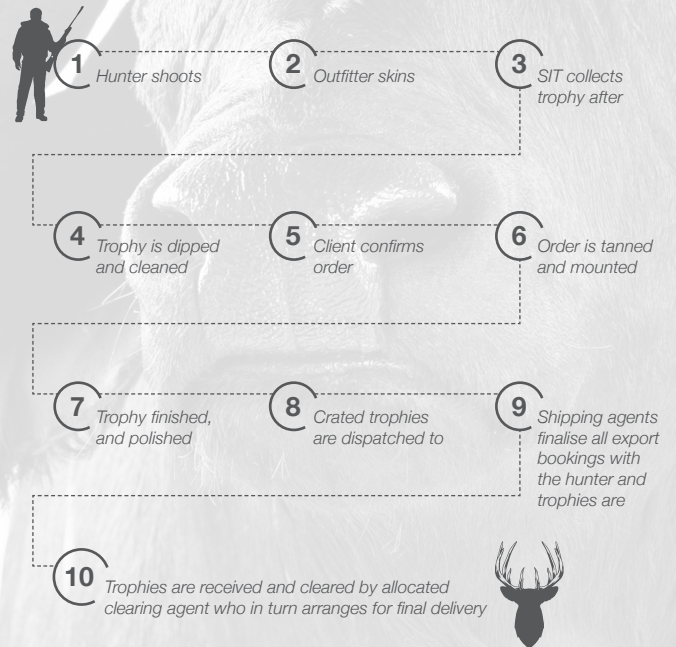 1 Hunter shoots
2 Outfitter skins
3 SIT collects
trophy after
4 Trophy is dipped
and cleaned
5 Client confirms
order
6 Order is tanned
and mounted
7 Trophy finished,
and polished
8 Crated trophies
are dispatched to
9 Shipping agents
finalise all export
bookings with
the hunter and
trophies are
10 Trophies are received and cleared by allocated
clearing agent who in turn arranges for final delivery